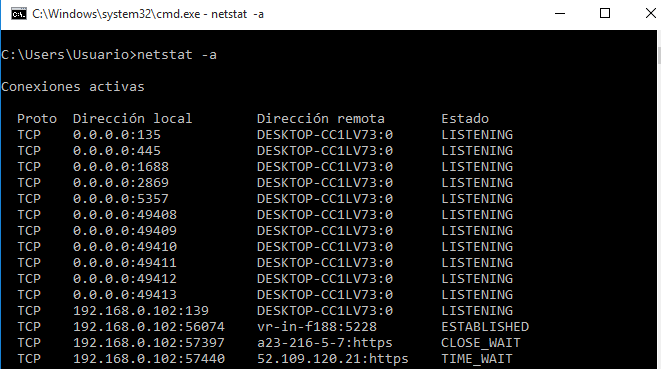 C:\Windows\system32\cmd.exe - netstat -a
C:\Users\Usuario>netstat -a
Conexiones activas
Proto Dirección local Dirección remota Estado
TCP 0.0.0.0:135 DESKTOP-CC1LV73:0 LISTENING
TCP 0.0.0.0:445 DESKTOP-CC1LV73:0 LISTENING
TCP 0.0.0.0:1688 DESKTOP-CC1LV73:0 LISTENING
TCP 0.0.0.0:2869 DESKTOP-CC1LV73:0 LISTENING
TCP 0.0.0.0:5357 DESKTOP-CC1LV73:0 LISTENING
TCP 0.0.0.0:49408 DESKTOP-CC1LV73:0 LISTENING
TCP 0.0.0.0:49409 DESKTOP-CC1LV73:0 LISTENING
TCP 0.0.0.0:49410 DESKTOP-CC1LV73:0 LISTENING
TCP 0.0.0.0:49411 DESKTOP-CC1LV73:0 LISTENING
TCP 0.0.0.0:49412 DESKTOP-CC1LV73:0 LISTENING
TCP 0.0.0.0:49413 DESKTOP-CC1LV73:0 LISTENING
TCP 192.168.0.102:139 DESKTOP-CC1LV73:0 LISTENING
TCP 192.168.0.102:56074 vr-in-f188:5228 ESTABLISHED
TCP 192.168.0.102:57397 a23-216-5-7:https CLOSE_WAIT
TCP 192.168.0.102:57440 52.109.120.21:https TIME_WAIT